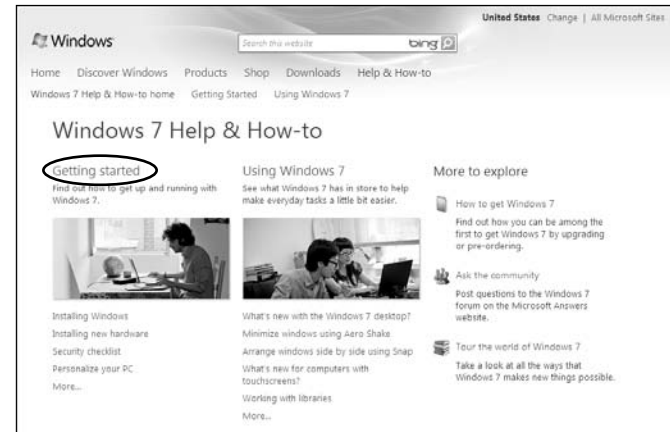 United States Change | All Microsoft Sites
Windows
Search this website
bing
Home Discover Windows Products Shop Downloads Help & How-to
Windows 7 Help & How-to home Getting Started Using Windows 7
Windows 7 Help & How-to
Getting started
Find out how to get up and running with
Windows 7.
Installing Windows
Installing new hardware
Security checklist
Personalize your PC
More...
Using Windows 7
See what Windows 7 has in store to help
make everyday tasks a little bit easier.
What's new with the Windows 7 desktop?
Minimize windows using Aero Shake
Arrange windows side by side using Snap
What's new for computers with
touchscreens?
Working with libraries
More...
More to explore
How to get Windows 7
Find out how you can be among the
first to get Windows 7 by upgrading
or pre-ordering.
Ask the community
Post questions to the Windows 7
forum on the Microsoft Answers
website.
Tour the world of Windows 7
Take a look at all the ways that
Windows 7 makes new things possible.